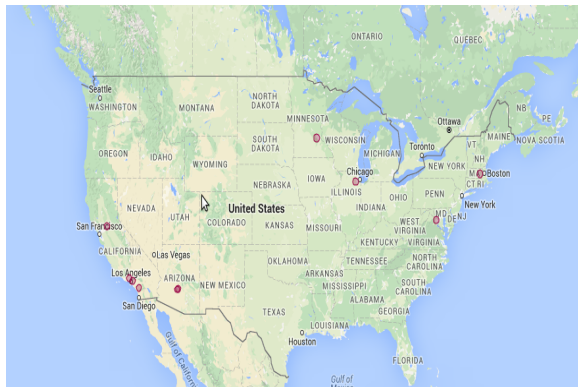 ONTARIO
QUEBEC
Seattle
WASHINGTON
MONTANA
NORTH
DAKOTA
MINNESOTA
Ottawa
NB
PE
MAINE
NOVA SCOTIA
OREGON
IDAHO
SOUTH
DAKOTA
WISCONSIN
MICHIGAN
Toronto
VT
NH
NEW YORK
WYOMING
Chicago
MA
Boston
CT RI
IOWA
NEBRASKA
ILLINOIS
INDIANA
OHIO
PENN
New York
NEVADA
UTAH
COLORADO
United States
KANSAS
MISSOURI
WEST
VIRGINIA
MD
DE
NJ
San Francisco
KENTUCKY
VIRGINIA
CALIFORNIA
Las Vegas
Los Angeles
ARIZONA
NEW MEXICO
OKLAHOMA
ARKANSAS
TENNESSEE
NORTH
CAROLINA
MISSISSIPPI
SOUTH
CAROLINA
San Diego
TEXAS
ALABAMA
GEORGIA
LOUISIANA
Houston
FLORIDA
Gulf of California
Gulf of